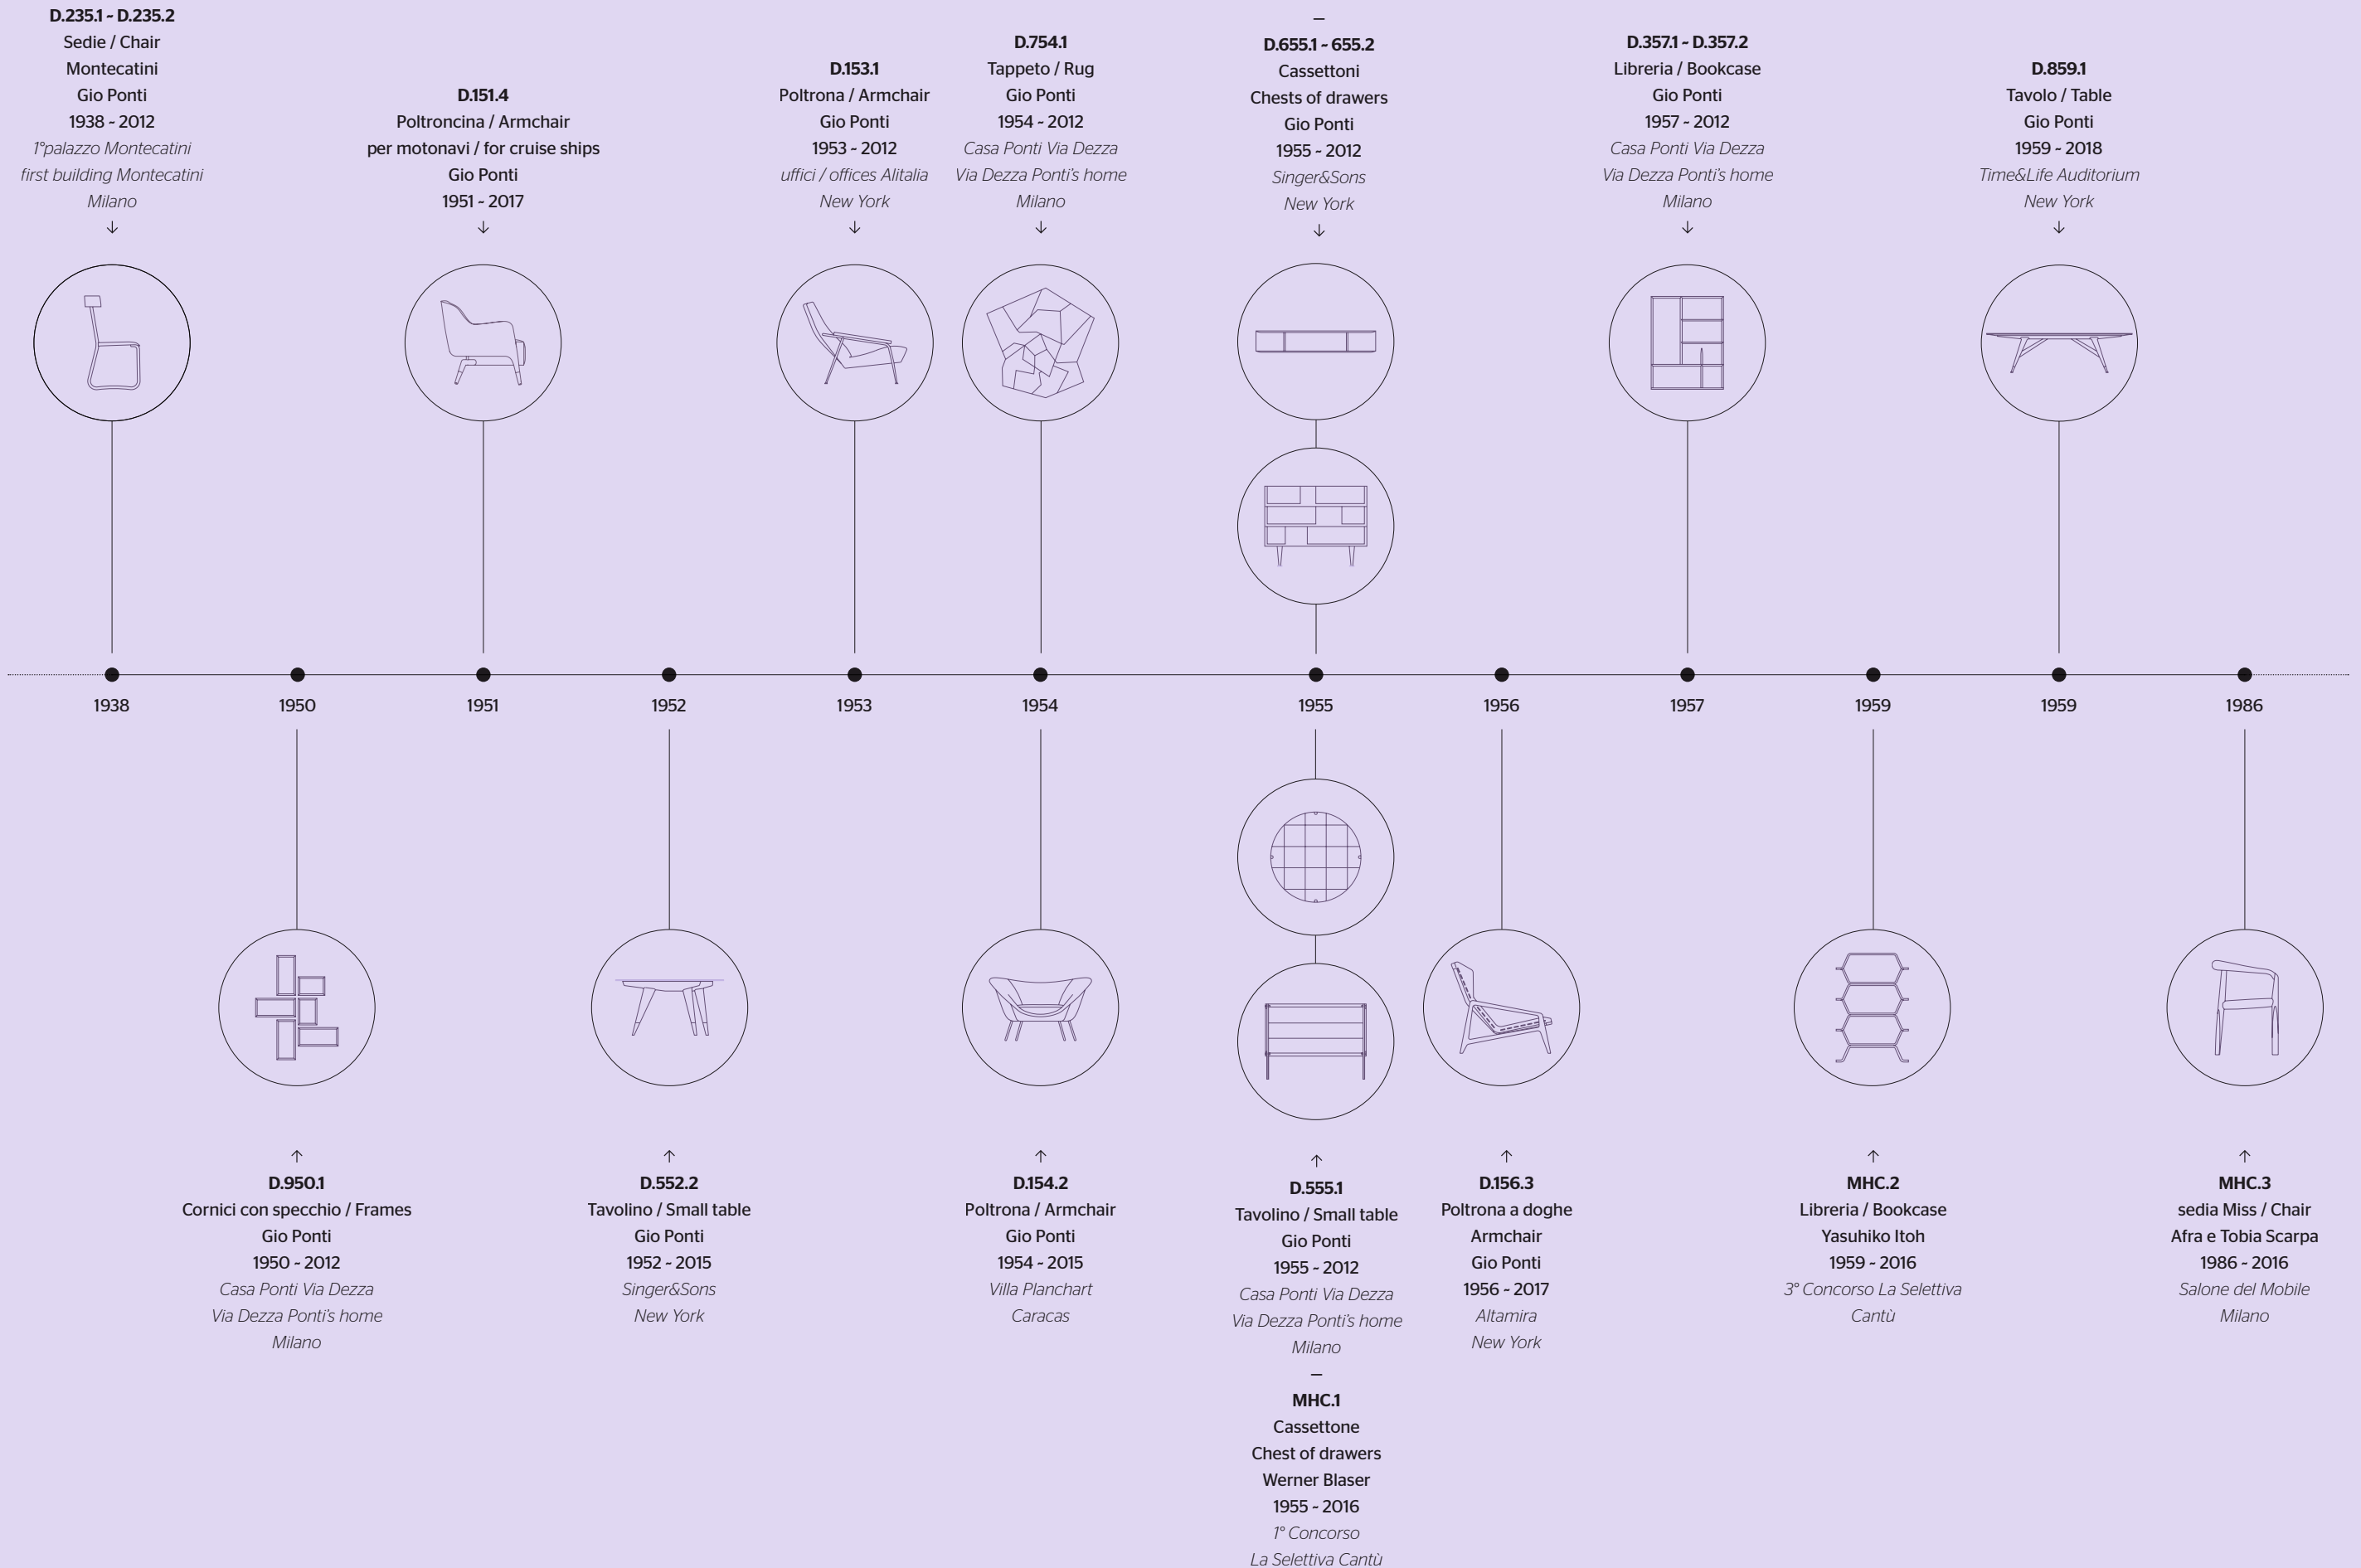 D.235.1 ~ D.235.2
Sedie / Chair
Montecatini
Gio Ponti
1938 ~ 2012
1°palazzo Montecatini
first building Montecatini
Milano
↓
D.151.4
Poltroncina / Armchair
per motonavi / for cruise ships
Gio Ponti
1951 ~ 2017
↓
D.153.1
Poltrona / Armchair
Gio Ponti
1953 ~ 2012
uffici / offices Alitalia
New York
↓
D.754.1
Tappeto / Rug
Gio Ponti
1954 ~ 2012
Casa Ponti Via Dezza
Via Dezza Ponti's home
Milano
↓
—
D.655.1 ~ 655.2
Cassettoni
Chests of drawers
Gio Ponti
1955 ~ 2012
Singer&Sons
New York
↓
D.357.1 ~ D.357.2
Libreria / Bookcase
Gio Ponti
1957 ~ 2012
Casa Ponti Via Dezza
Via Dezza Ponti's home
Milano
↓
D.859.1
Tavolo / Table
Gio Ponti
1959 ~ 2018
Time&Life Auditorium
New York
↓
1938
1950
1951
1952
1953
1954
1955
1956
1957
1959
1959
1986
↑
D.950.1
Cornici con specchio / Frames
Gio Ponti
1950 ~ 2012
Casa Ponti Via Dezza
Via Dezza Ponti's home
Milano
↑
D.552.2
Tavolino / Small table
Gio Ponti
1952 ~ 2015
Singer&Sons
New York
↑
D.154.2
Poltrona / Armchair
Gio Ponti
1954 ~ 2015
Villa Planchart
Caracas
↑
D.555.1
Tavolino / Small table
Gio Ponti
1955 ~ 2012
Casa Ponti Via Dezza
Via Dezza Ponti's home
Milano
—
MHC.1
Cassettone
Chest of drawers
Werner Blaser
1955 ~ 2016
1° Concorso
La Selettiva Cantù
↑
D.156.3
Poltrona a doghe
Armchair
Gio Ponti
1956 ~ 2017
Altamira
New York
↑
MHC.2
Libreria / Bookcase
Yasuhiko Itoh
1959 ~ 2016
3° Concorso La Selettiva
Cantù
↑
MHC.3
sedia Miss / Chair
Afra e Tobia Scarpa
1986 ~ 2016
Salone del Mobile
Milano